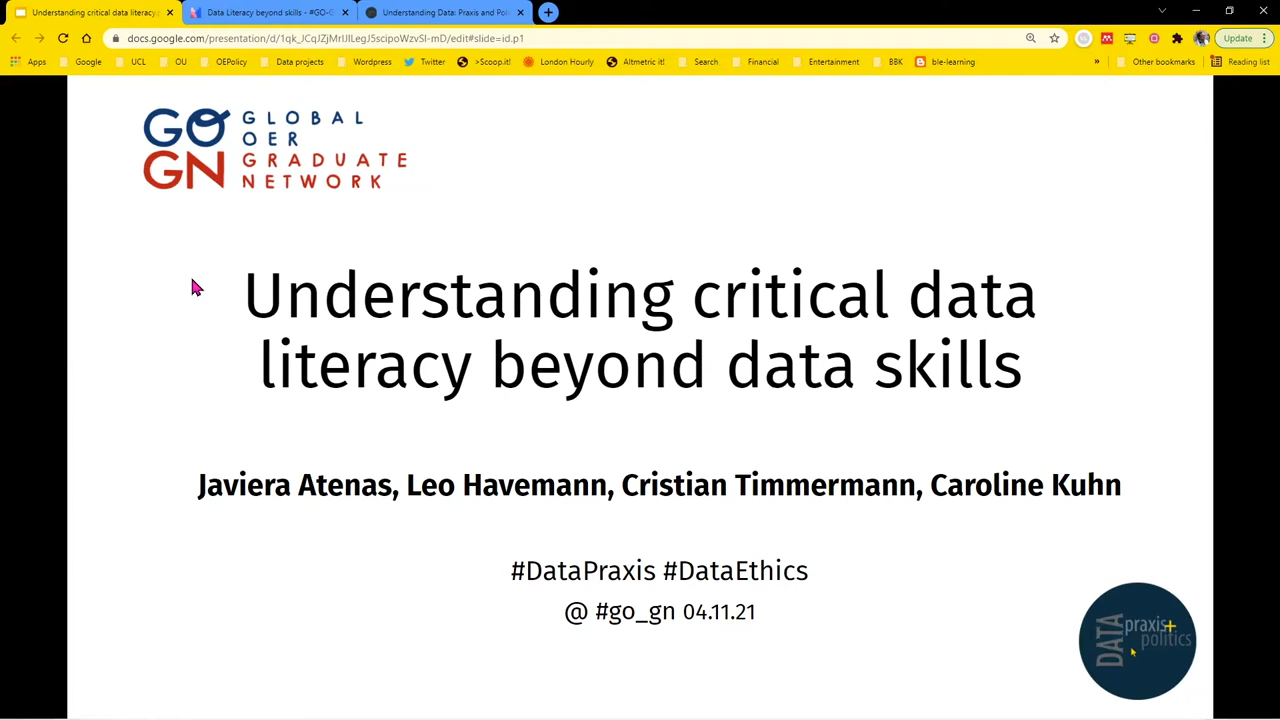 Understanding critical data literacy
Data Literacy beyond skills - #GO-G
Understanding Data: Praxis and Poli
docs.google.com/presentation/d/1qk_JCqJZjMrIJILegJ5scipoWzvSI-mD/edit#slide=id.p1
Update
Apps
Google
UCL
OU
OEPolicy
Data projects
Wordpress
Twitter
>Scoop.it!
London Hourly
Altmetric it!
Search
Financial
Entertainment
BBK
ble-learning
»
Other bookmarks
Reading list
GO
GN
GLOBAL
OER
GRADUATE
NETWORK
Understanding critical data
literacy beyond data skills
Javiera Atenas, Leo Havemann, Cristian Timmermann, Caroline Kuhn
#DataPraxis #DataEthics
@ #go_gn 04.11.21
DATA
praxis+
politics